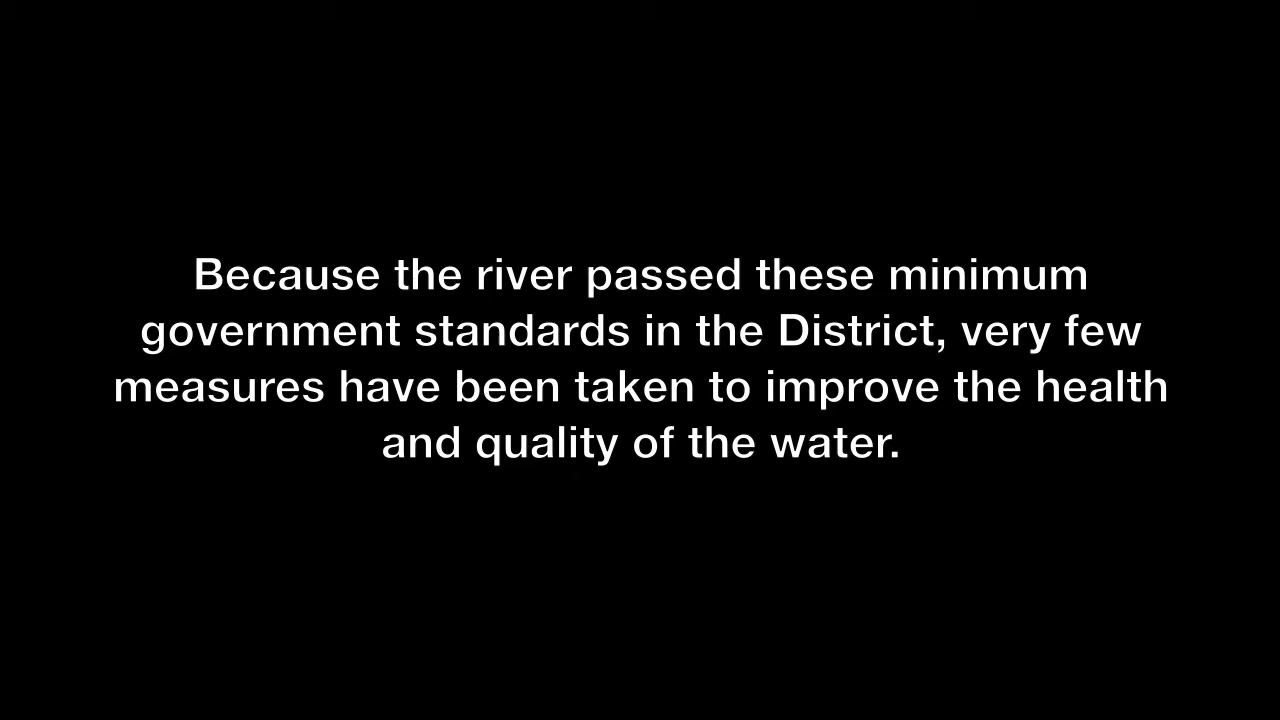 Because the river passed these minimum
government standards in the District, very few
measures have been taken to improve the health
and quality of the water.